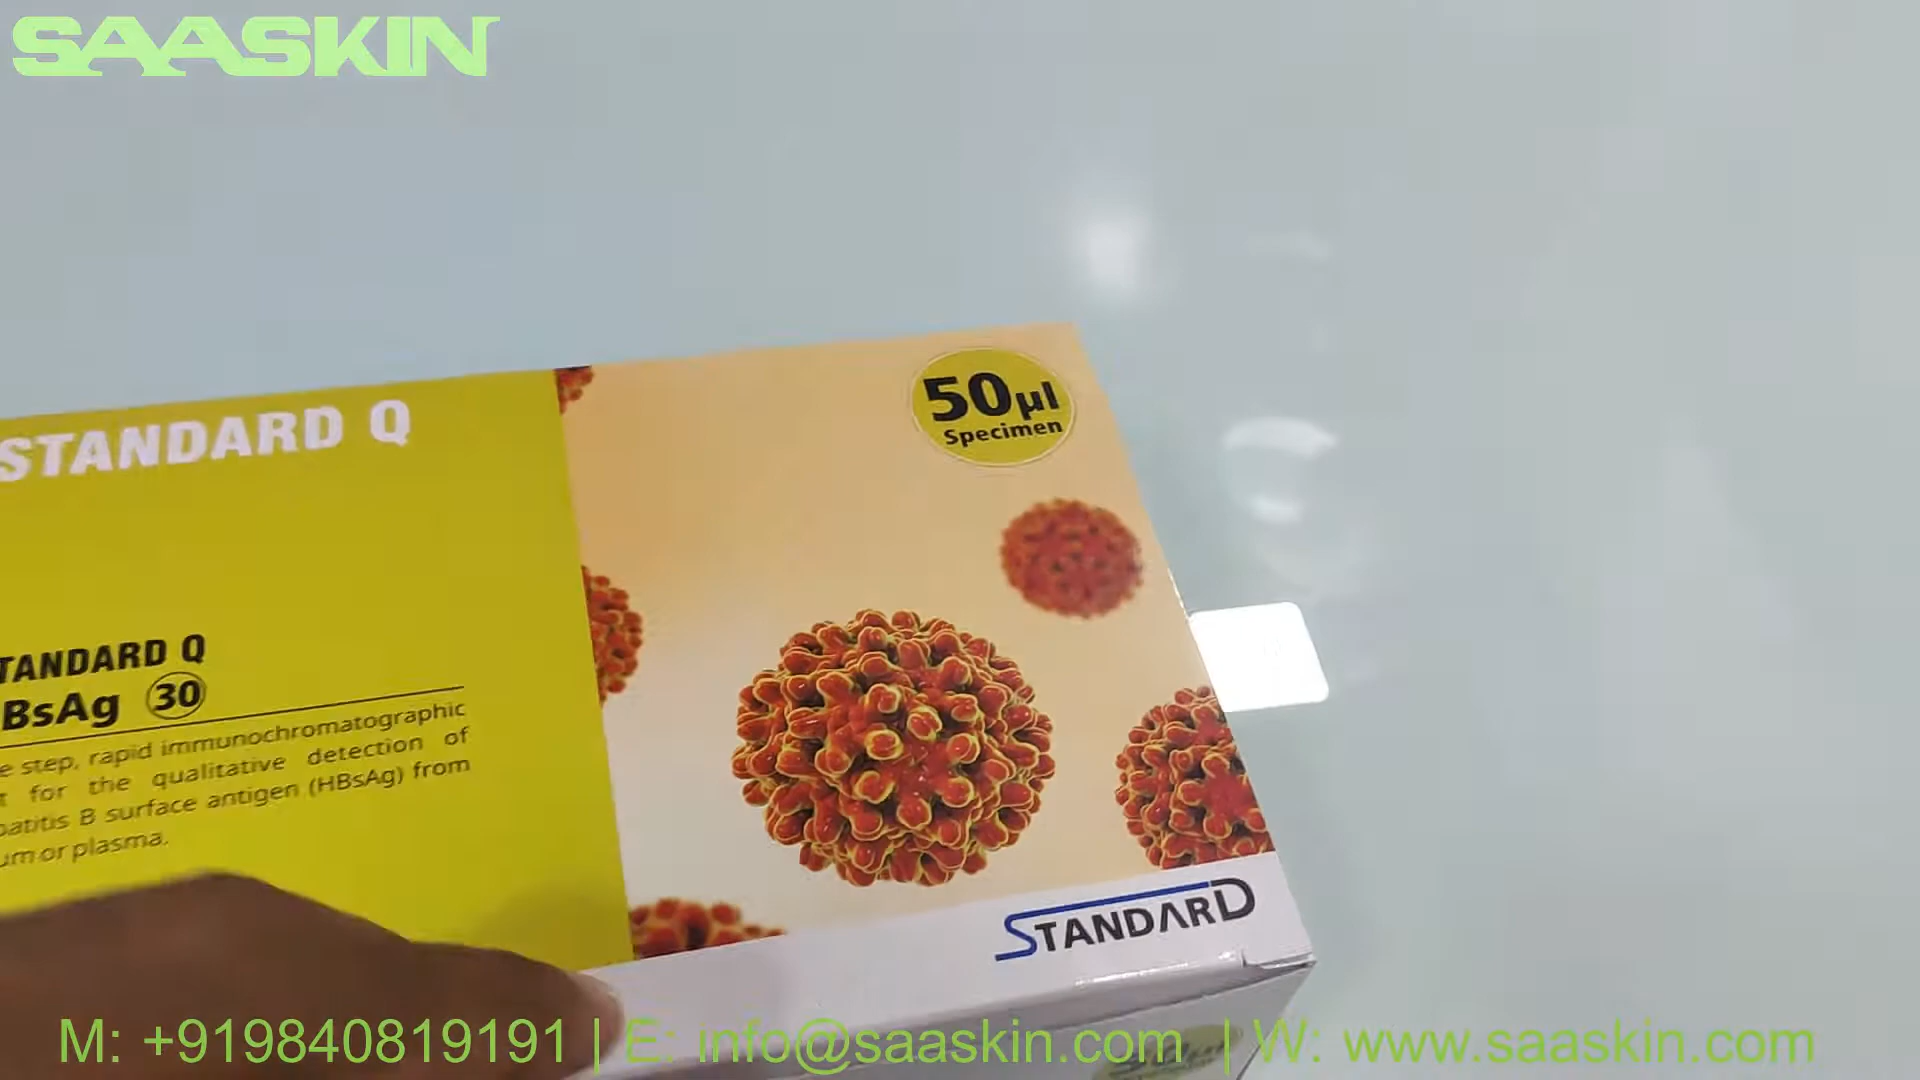 SAASKIN
50µl
Specimen
STANDARD Q
TANDARD Q
BsAg 30
e step, rapid immunochromatographic
t for the qualitative detection of
patitis B surface antigen (HBsAg) from
um or plasma.
STANDARD
M: +919840819191 | E: info@saaskin.com | W: www.saaskin.com